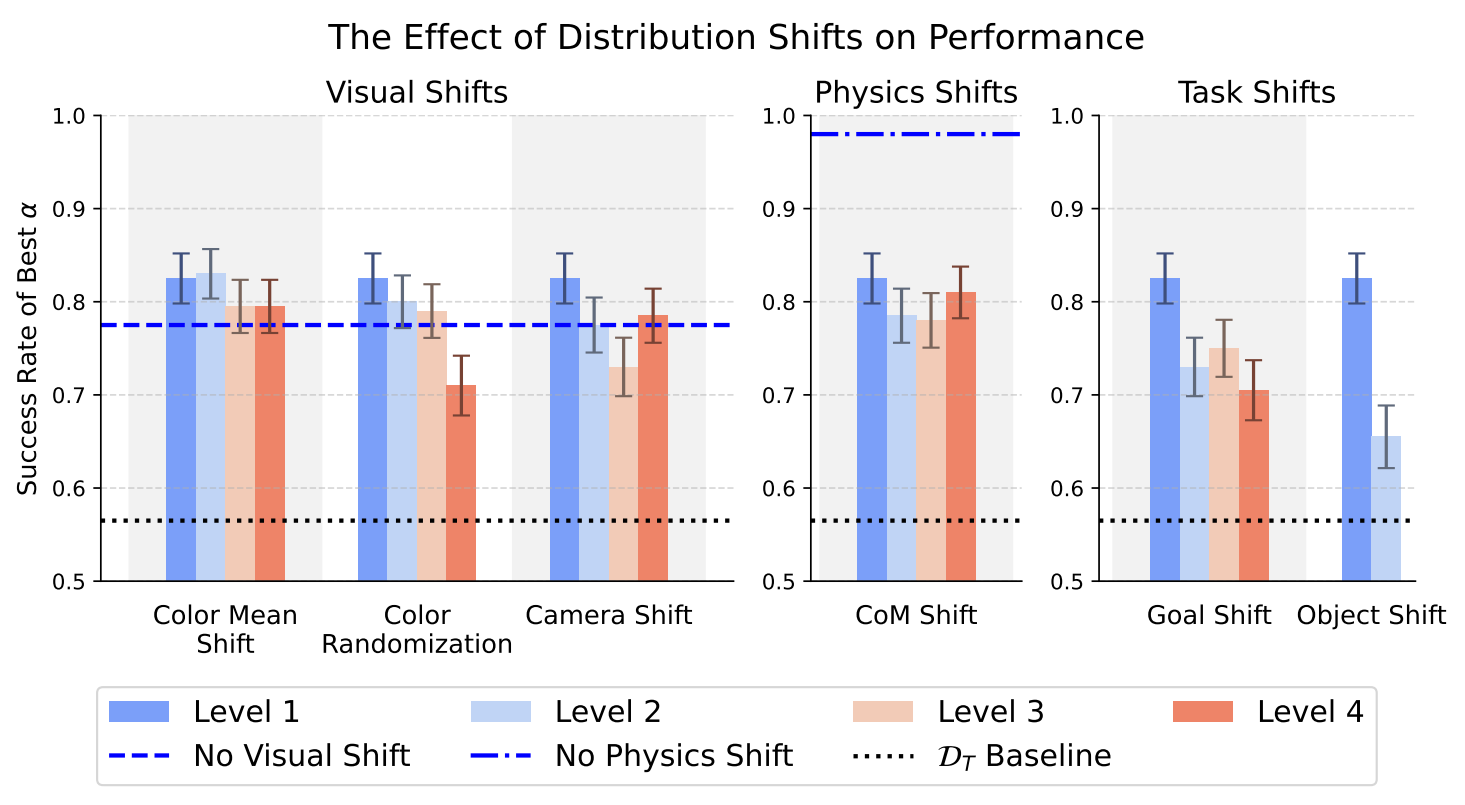 The Effect of Distribution Shifts on Performance
Visual Shifts
Physics Shifts
Task Shifts
Success Rate of Best α
1.0
0.9
0.8
0.7
0.6
0.5
1.0
0.9
0.8
0.7
0.6
0.5
1.0
0.9
0.8
0.7
0.6
0.5
Color Mean
Shift
Color
Randomization
Camera Shift
CoM Shift
Goal Shift
Object Shift
Level 1
Level 2
Level 3
Level 4
No Visual Shift
No Physics Shift
𝒟_T Baseline